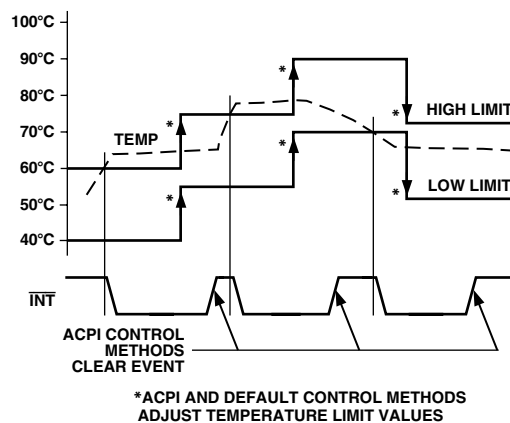 100°C
90°C
80°C
70°C
60°C
50°C
40°C
*
*
*
*
*
*
TEMP
HIGH LIMIT
LOW LIMIT
INT
ACPI CONTROL
METHODS
CLEAR EVENT
*ACPI AND DEFAULT CONTROL METHODS
ADJUST TEMPERATURE LIMIT VALUES